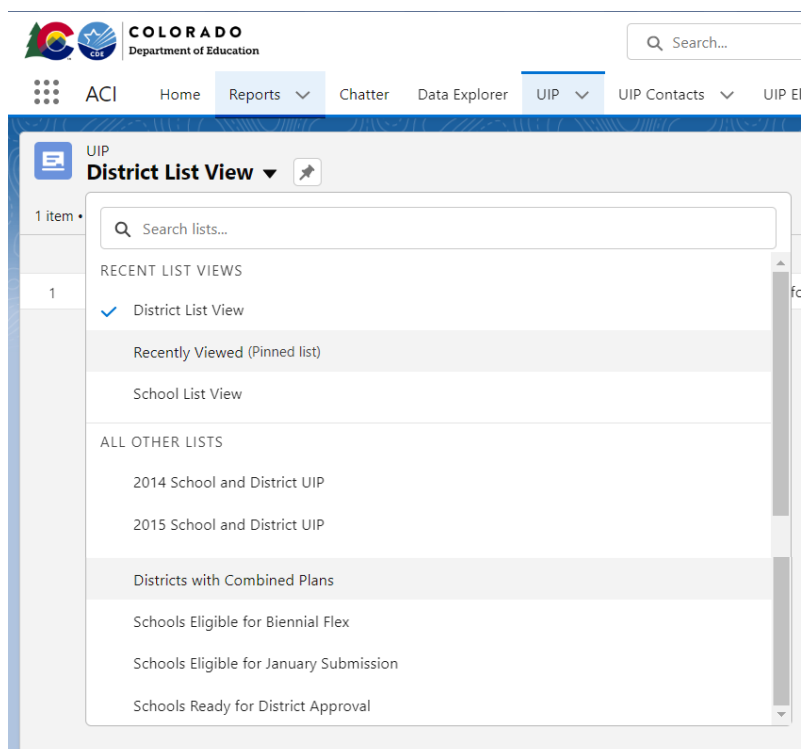 COLORADO
Department of Education
CDE
Search...
ACI Home Reports Chatter Data Explorer UIP UIP Contacts UIP El
UIP
District List View
1 item •
Search lists...
RECENT LIST VIEWS
1
District List View
fo
Recently Viewed (Pinned list)
School List View
ALL OTHER LISTS
2014 School and District UIP
2015 School and District UIP
Districts with Combined Plans
Schools Eligible for Biennial Flex
Schools Eligible for January Submission
Schools Ready for District Approval